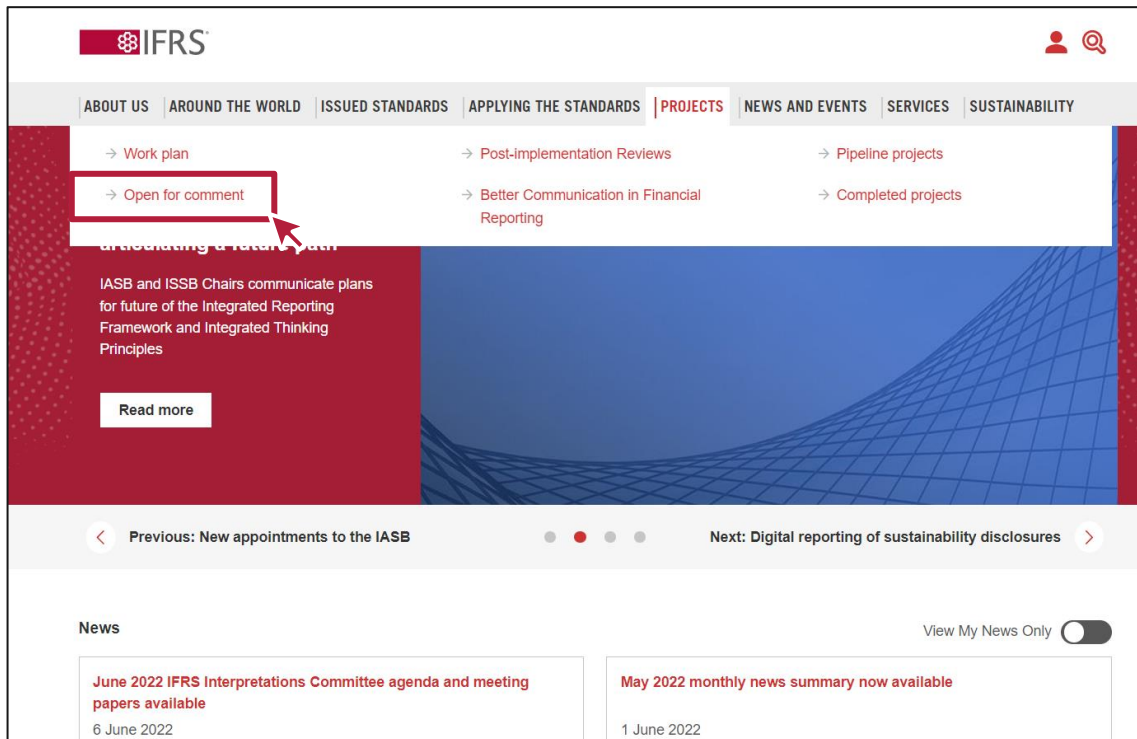 IFRS
ABOUT US AROUND THE WORLD ISSUED STANDARDS APPLYING THE STANDARDS PROJECTS NEWS AND EVENTS SERVICES SUSTAINABILITY
→ Work plan
→ Post-implementation Reviews
→ Pipeline projects
→ Open for comment
→ Better Communication in Financial
Reporting
→ Completed projects
articulating a future path
IASB and ISSB Chairs communicate plans
for future of the Integrated Reporting
Framework and Integrated Thinking
Principles
Read more
Previous: New appointments to the IASB
Next: Digital reporting of sustainability disclosures
News
View My News Only
June 2022 IFRS Interpretations Committee agenda and meeting
papers available
6 June 2022
May 2022 monthly news summary now available
1 June 2022